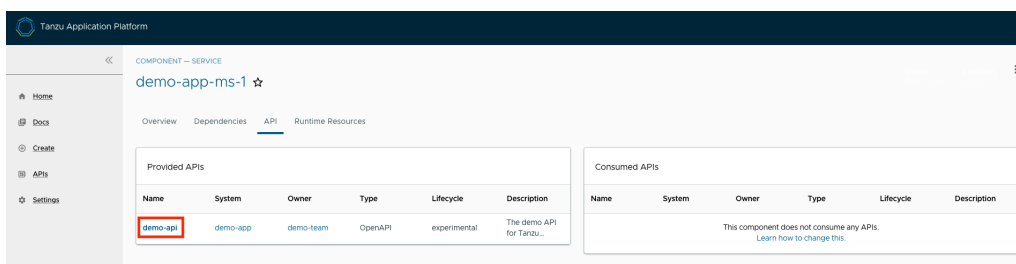 Tanzu Application Platform
Home
Docs
Create
APIs
Settings
COMPONENT — SERVICE
demo-app-ms-1
Overview Dependencies API Runtime Resources
Provided APIs
Name System Owner Type Lifecycle Description
demo-api demo-app demo-team OpenAPI experimental The demo API
for Tanzu...
Consumed APIs
Name System Owner Type Lifecycle Description
This component does not consume any APIs.
Learn how to change this.